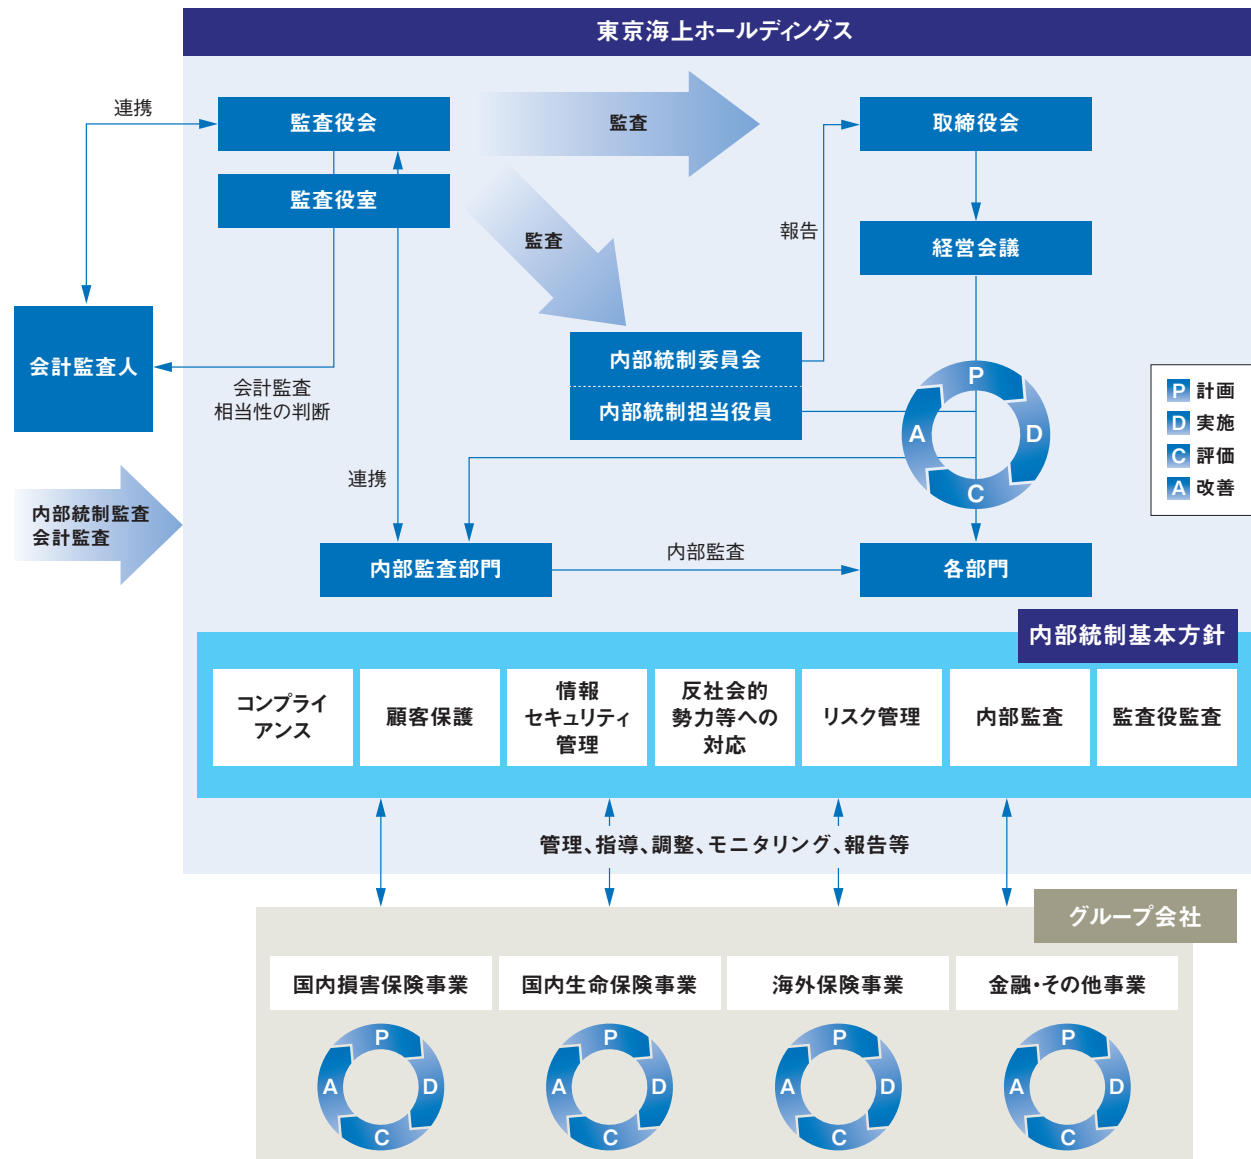 東京海上ホールディングス
連携
監査役会
監査
取締役会
監査役室
監査
報告
経営会議
会計監査人
内部統制委員会
内部統制担当役員
会計監査
相当性の判断
P
D
C
A
P 計画
D 実施
C 評価
A 改善
連携
内部統制監査
会計監査
内部監査部門
内部監査
各部門
内部統制基本方針
コンプライ
アンス
顧客保護
情報
セキュリティ
管理
反社会的
勢力等への
対応
リスク管理
内部監査
監査役監査
管理、指導、調整、モニタリング、報告等
グループ会社
国内損害保険事業
国内生命保険事業
海外保険事業
金融・その他事業
P
D
C
A
P
D
C
A
P
D
C
A
P
D
C
A